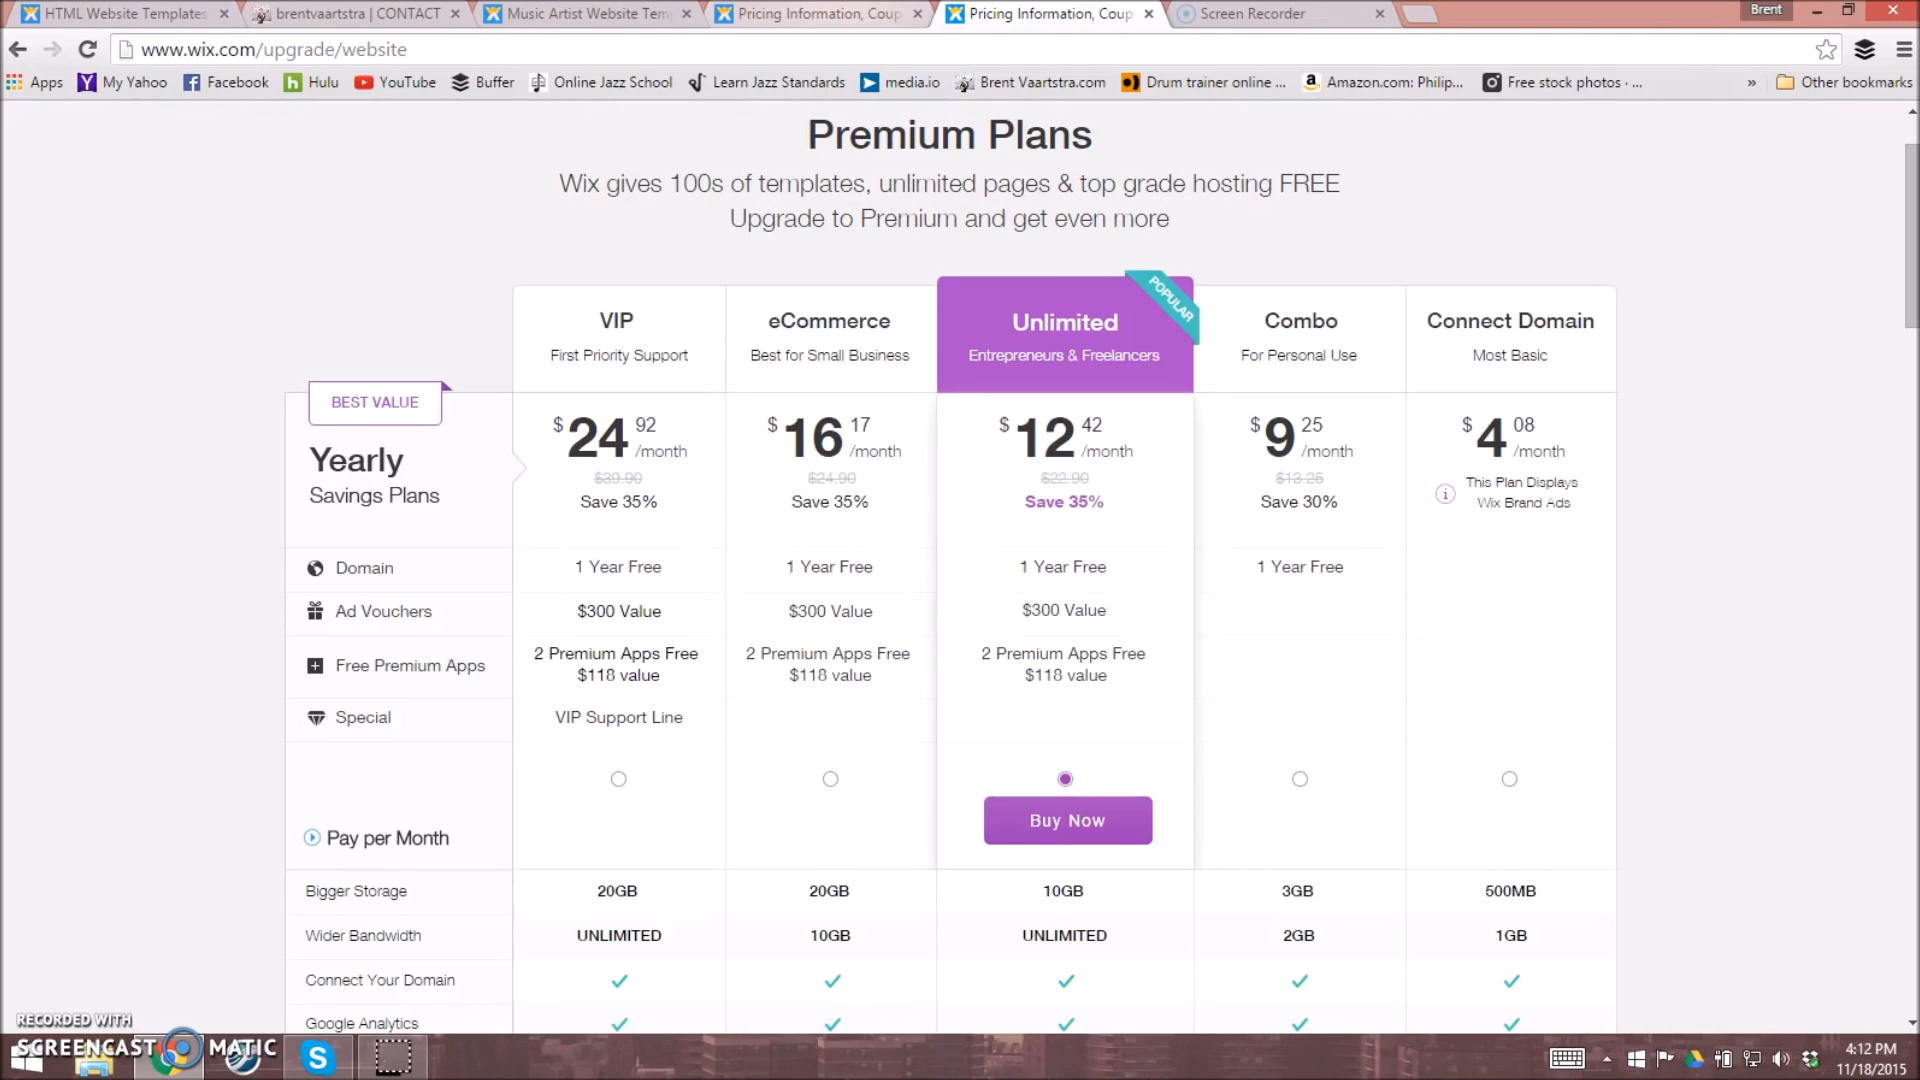 HTML Website Templates
brentvaartstra | CONTACT
Music Artist Website Tem
Pricing Information, Coup
Pricing Information, Coup
Screen Recorder
Brent
www.wix.com/upgrade/website
Apps
My Yahoo
Facebook
Hulu
YouTube
Buffer
Online Jazz School
Learn Jazz Standards
media.io
Brent Vaartstra.com
Drum trainer online ...
Amazon.com: Philip...
Free stock photos · ...
»
Other bookmarks
Premium Plans
Wix gives 100s of templates, unlimited pages & top grade hosting FREE
Upgrade to Premium and get even more
POPULAR
VIP
First Priority Support
eCommerce
Best for Small Business
Unlimited
Entrepreneurs & Freelancers
Combo
For Personal Use
Connect Domain
Most Basic
BEST VALUE
Yearly
Savings Plans
$24 92 /month
$39.90
Save 35%
$16 17 /month
$24.90
Save 35%
$12 42 /month
$22.90
Save 35%
$9 25 /month
$13.25
Save 30%
$4 08 /month
This Plan Displays
Wix Brand Ads
Domain 1 Year Free 1 Year Free 1 Year Free 1 Year Free
Ad Vouchers $300 Value $300 Value $300 Value
Free Premium Apps
2 Premium Apps Free
$118 value
2 Premium Apps Free
$118 value
2 Premium Apps Free
$118 value
Special VIP Support Line
Buy Now
Pay per Month
Bigger Storage 20GB 20GB 10GB 3GB 500MB
Wider Bandwidth UNLIMITED 10GB UNLIMITED 2GB 1GB
Connect Your Domain
Google Analytics
RECORDED WITH
SCREENCAST MATIC
4:12 PM
11/18/2015